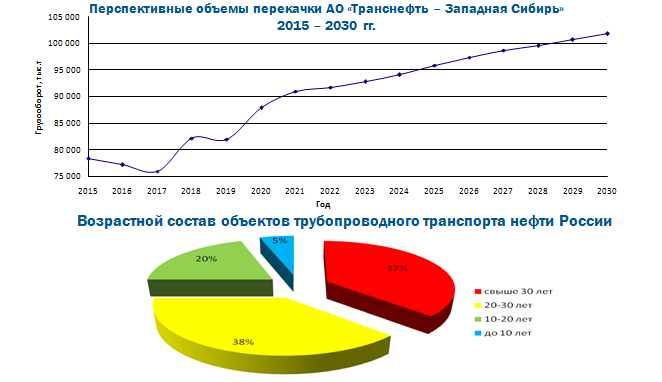 Перспективные объемы перекачки АО «Транснефть – Западная Сибирь»
2015 – 2030 гг.
105 000
100 000
95 000
90 000
85 000
80 000
75 000
Грузооборот, тыс.т
2015 2016 2017 2018 2019 2020 2021 2022 2023 2024 2025 2026 2027 2028 2029 2030
Год
Возрастной состав объектов трубопроводного транспорта нефти России
5%
37%
20%
38%
свыше 30 лет
20-30 лет
10-20 лет
до 10 лет